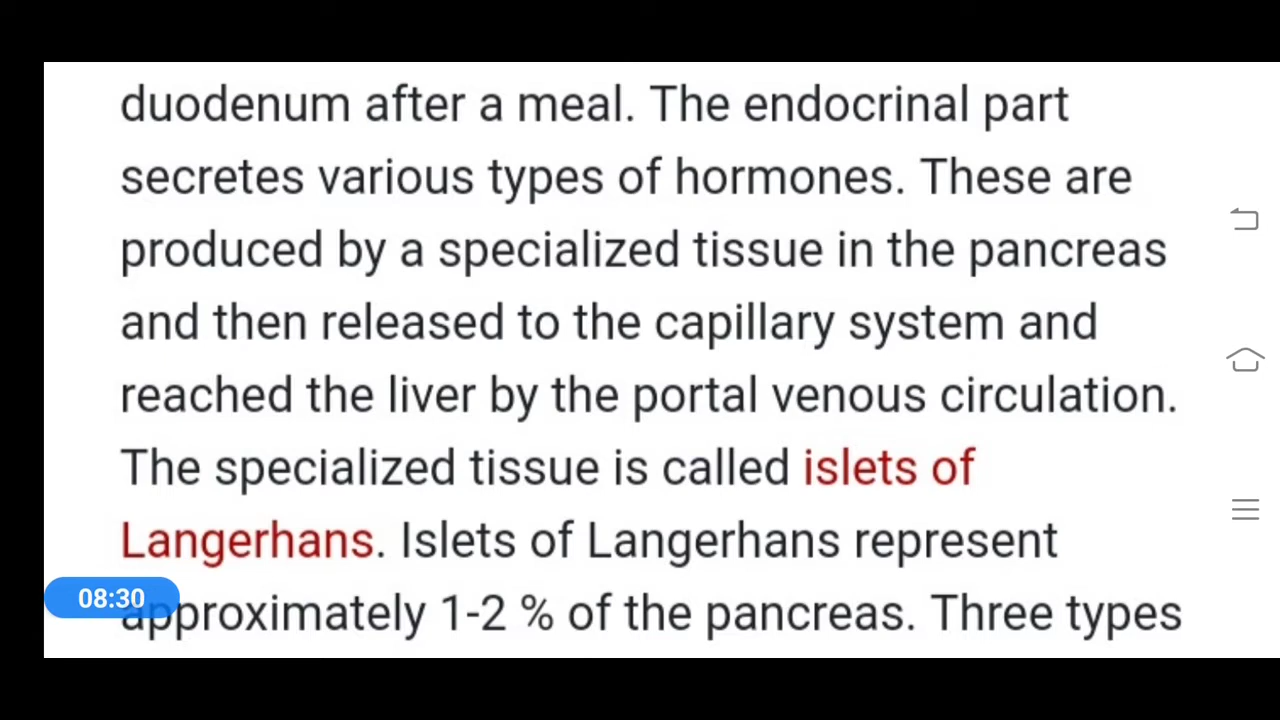 duodenum after a meal. The endocrinal part
secretes various types of hormones. These are
produced by a specialized tissue in the pancreas
and then released to the capillary system and
reached the liver by the portal venous circulation.
The specialized tissue is called islets of
Langerhans. Islets of Langerhans represent
approximately 1-2 % of the pancreas. Three types
08:30